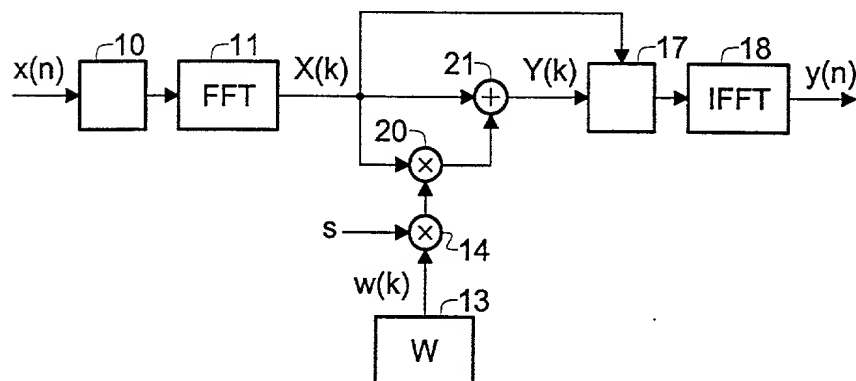 10
11
21
17
18
x(n)
FFT
X(k)
+
Y(k)
IFFT
y(n)
20
×
s
×
14
w(k)
13
W